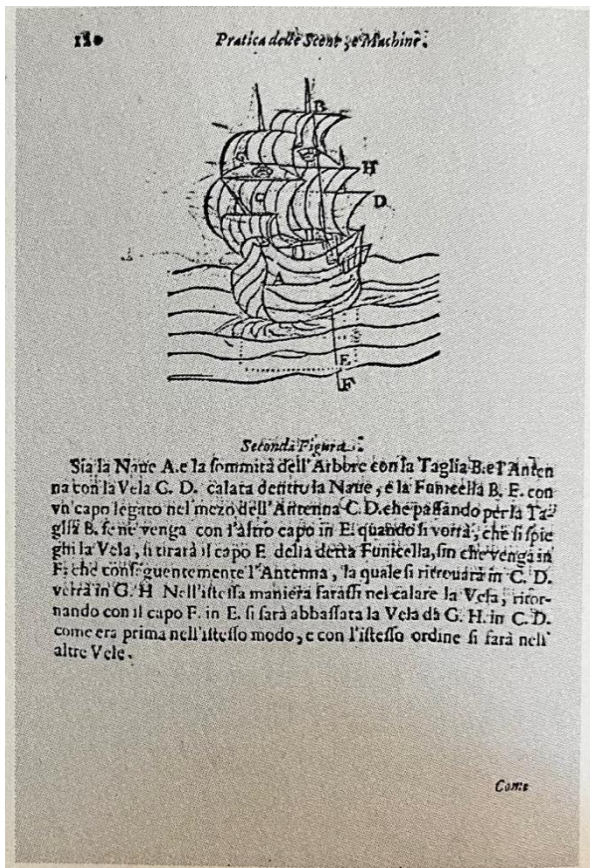 120 Pratica delle Scene, e Machine.
B
G
H
C
D
A
E
F
Seconda Figura.
Sia la Naue A. e la sommità dell'Arbore con la Taglia B. e l'Anten
na con la Vela C. D. calata dentro la Naue, e la Funicella B. E. con
vn capo legato nel mezo dell'Antenna C. D. che passando per la Ta-
glia B. se ne venga con l'altro capo in E. quando si vorrà, che si spie
ghi la Vela, si tirarà il capo E. della detta Funicella, sin che venga in
F. che conseguentemente l'Antenna, la quale si ritrouarà in C. D.
verrà in G. H Nell'istessa maniera farassi nel calare la Vela, ritor-
nando con il capo F. in E. si sarà abbassata la Vela da G. H. in C. D.
come era prima nell'istesso modo, e con l'istesso ordine si farà nell'
altre Vele.
Come